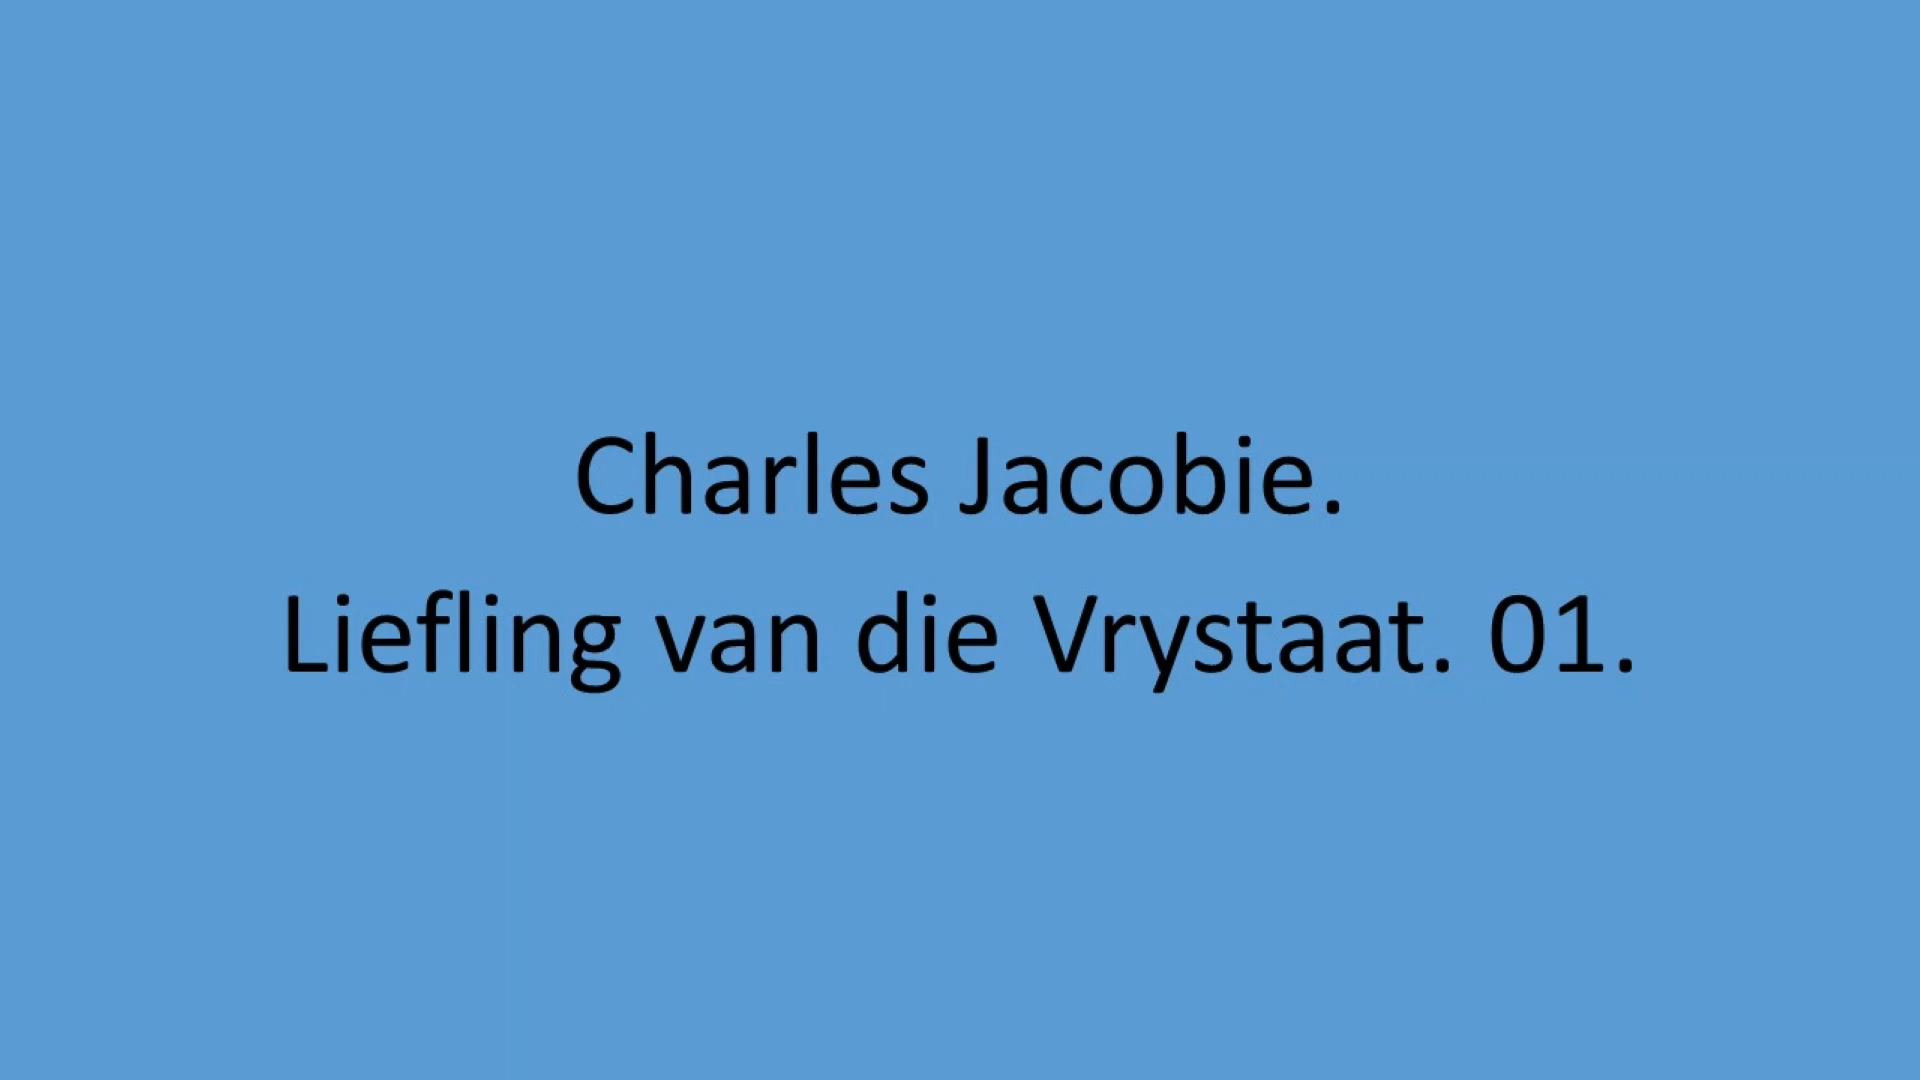 Charles Jacobie.
Liefling van die Vrystaat. 01.